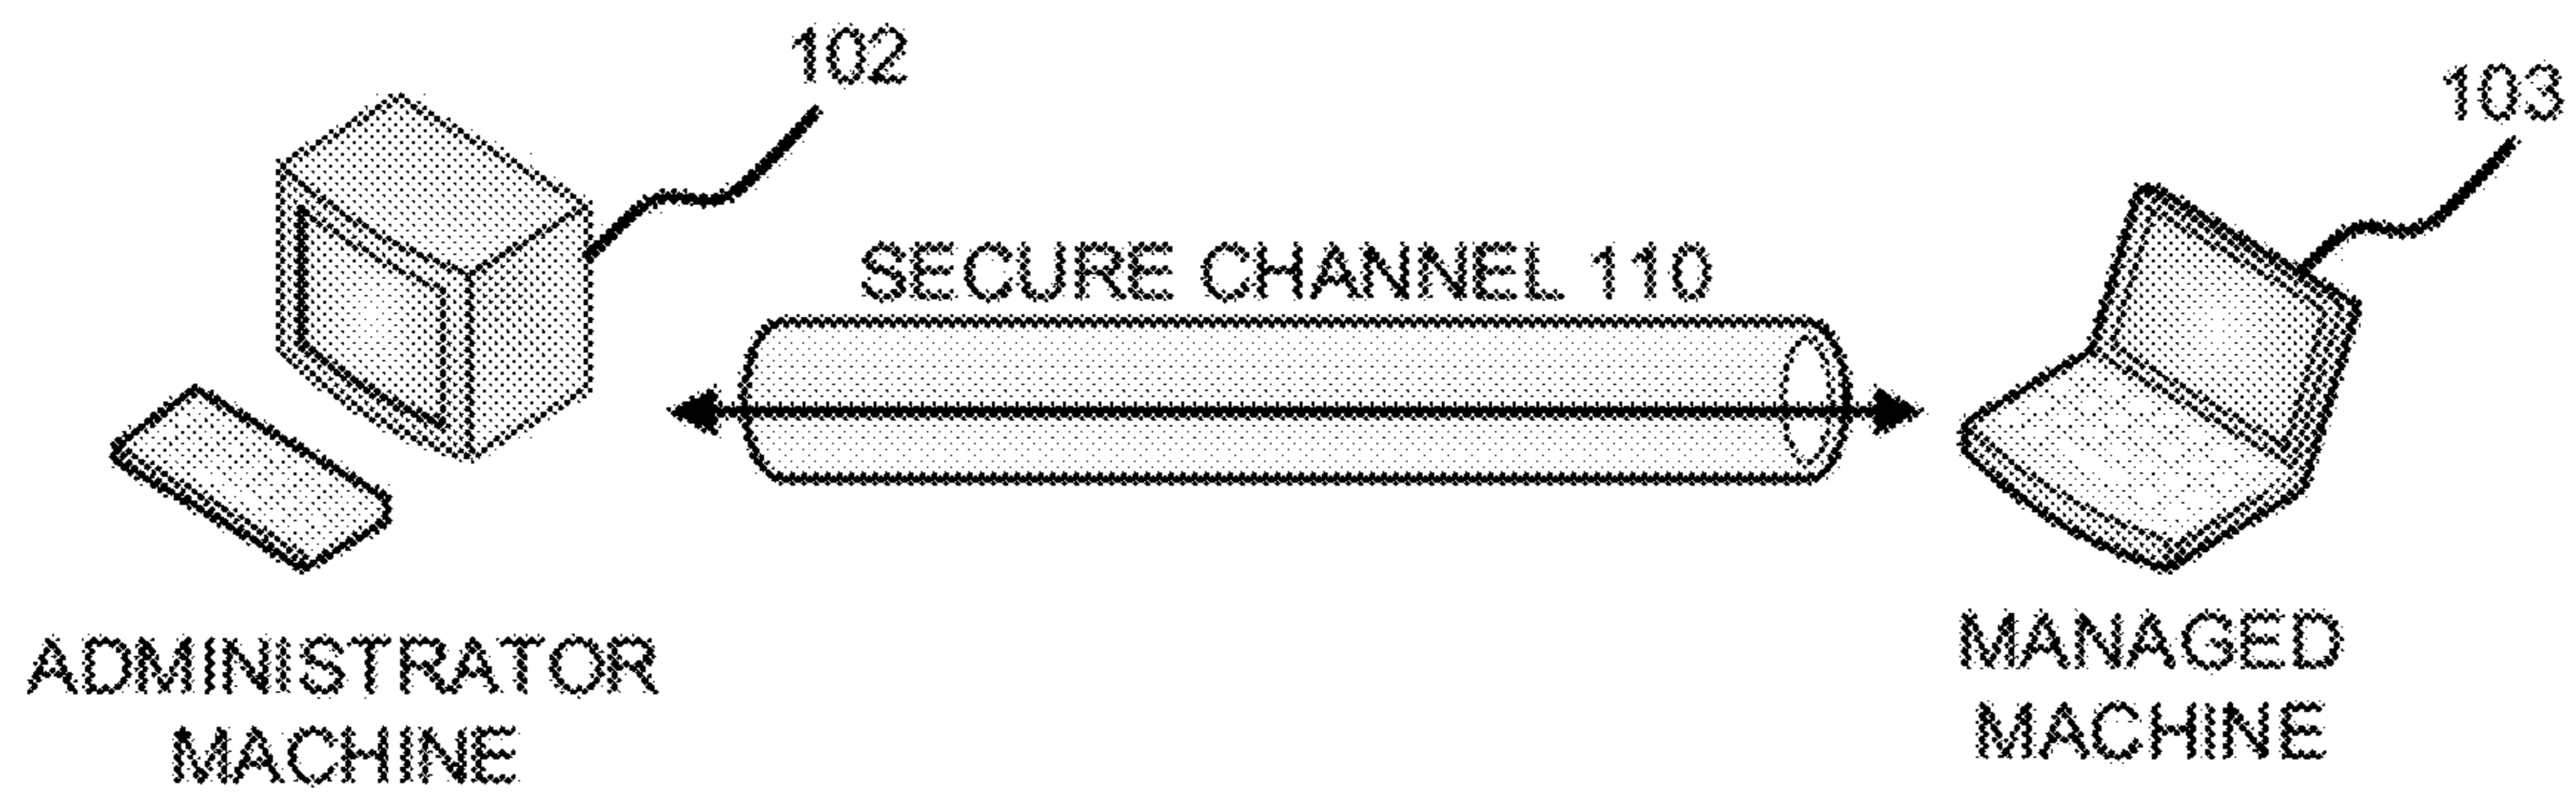 102
103
SECURE CHANNEL 110
ADMINISTRATOR
MACHINE
MANAGED
MACHINE